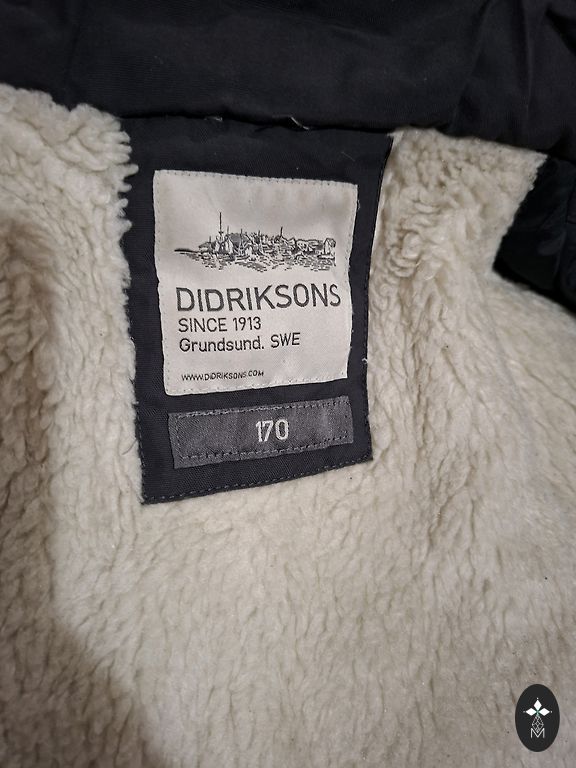 DIDRIKSONS
SINCE 1913
Grundsund. SWE
WWW.DIDRIKSONS.COM
170
M